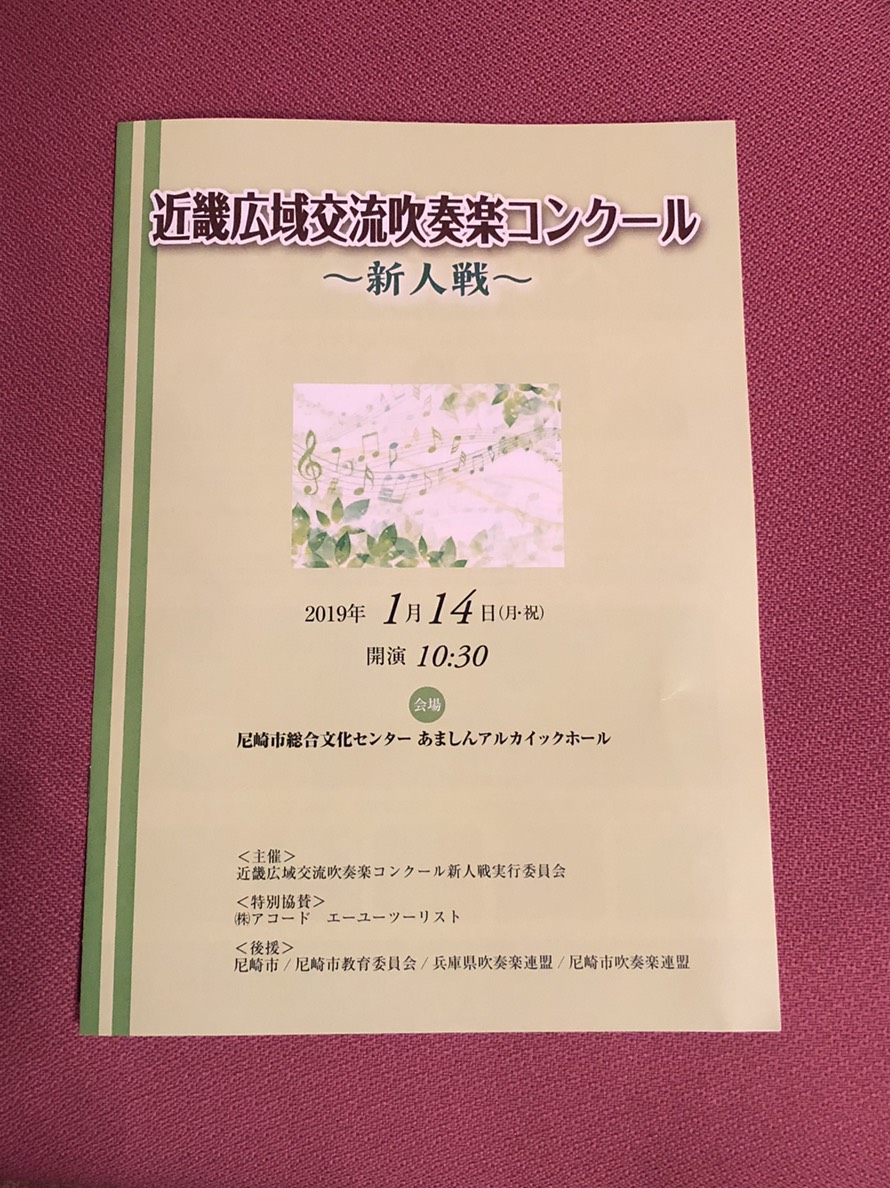 近畿広域交流吹奏楽コンクール
～新人戦～
2019年 1月14日(月・祝)
開演 10:30
会場
尼崎市総合文化センター あましんアルカイックホール
＜主催＞
近畿広域交流吹奏楽コンクール新人戦実行委員会
＜特別協賛＞
㈱アコード　エーユーツーリスト
＜後援＞
尼崎市 / 尼崎市教育委員会 / 兵庫県吹奏楽連盟 / 尼崎市吹奏楽連盟